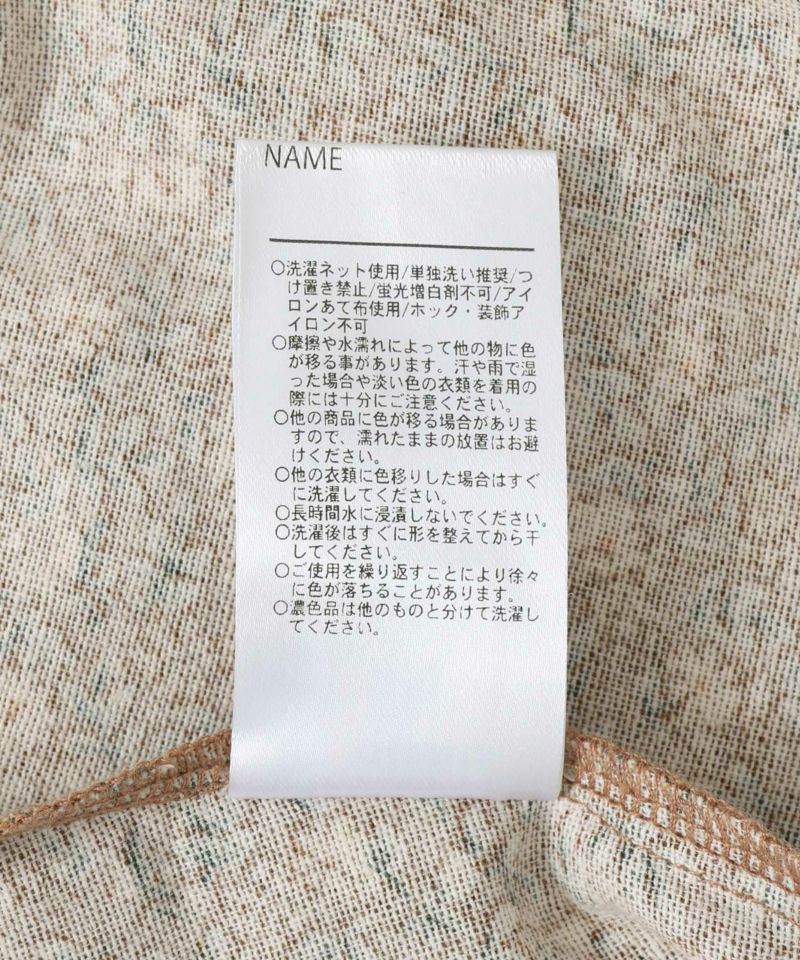 NAME
〇洗濯ネット使用/単独洗い推奨/つ
け置き禁止/蛍光増白剤不可/アイ
ロンあて布使用/ホック・装飾ア
イロン不可
〇摩擦や水濡れによって他の物に色
が移る事があります。汗や雨で湿
った場合や淡い色の衣類を着用の
際には十分にご注意ください。
〇他の商品に色が移る場合がありま
すので、濡れたままの放置はお避
けください。
〇他の衣類に色移りした場合はすぐ
に洗濯してください。
〇長時間水に浸漬しないでください。
〇洗濯後はすぐに形を整えてから干
してください。
〇ご使用を繰り返すことにより徐々
に色が落ちることがあります。
〇濃色品は他のものと分けて洗濯し
てください。